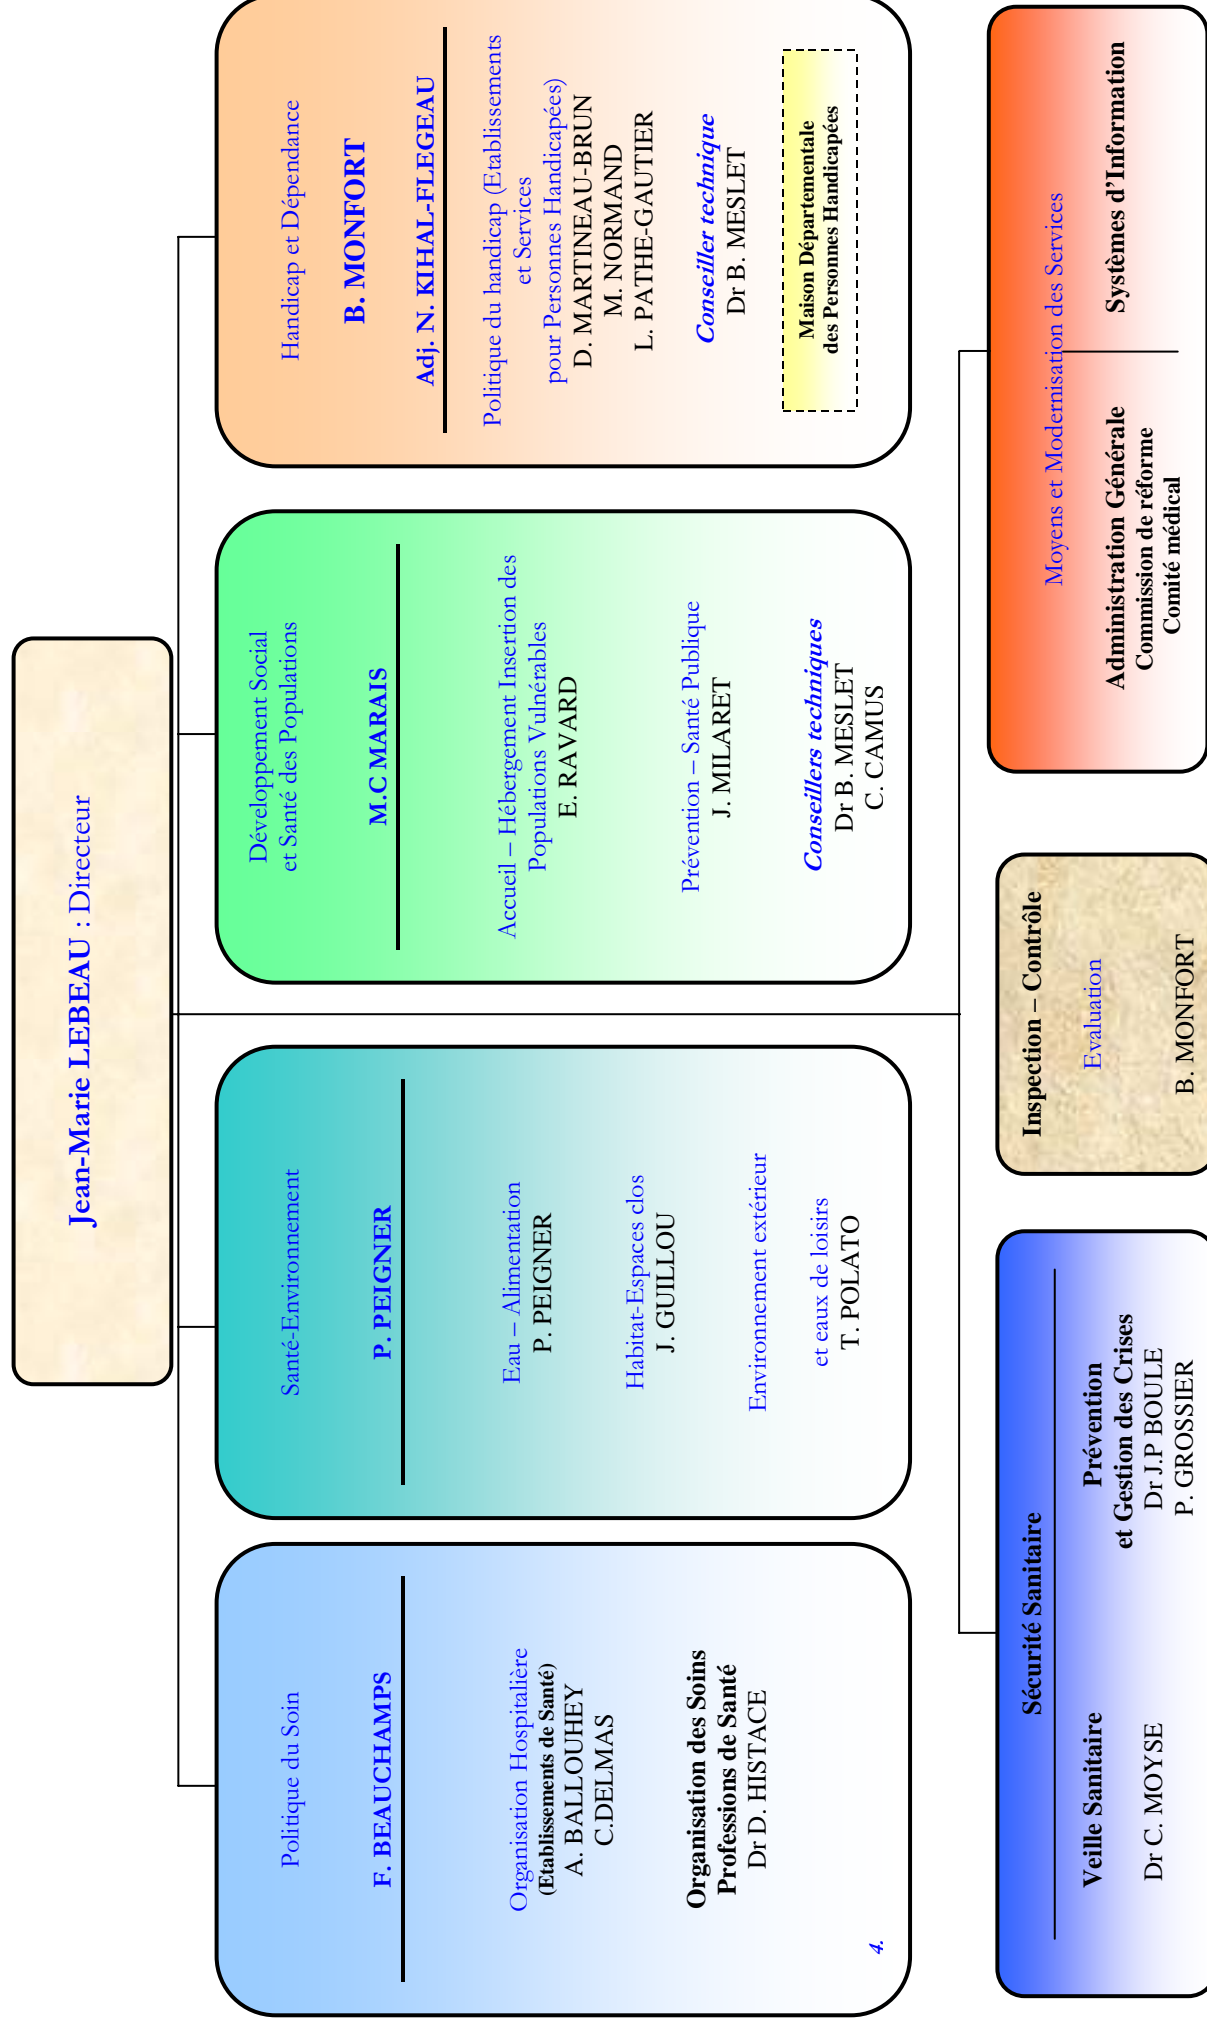 Jean-Marie LEBEAU : Directeur
Politique du Soin
F. BEAUCHAMPS
Organisation Hospitalière
(Etablissements de Santé)
A. BALLOUHEY
C.DELMAS
Organisation des Soins
Professions de Santé
Dr D. HISTACE
4.
Santé-Environnement
P. PEIGNER
Eau – Alimentation
P. PEIGNER
Habitat-Espaces clos
J. GUILLOU
Environnement extérieur
et eaux de loisirs
T. POLATO
Développement Social
et Santé des Populations
M.C MARAIS
Accueil – Hébergement Insertion des
Populations Vulnérables
E. RAVARD
Prévention – Santé Publique
J. MILARET
Conseillers techniques
Dr B. MESLET
C. CAMUS
Handicap et Dépendance
B. MONFORT
Adj. N. KIHAL-FLEGEAU
Politique du handicap (Etablissements
et Services
pour Personnes Handicapées)
D. MARTINEAU-BRUN
M. NORMAND
L. PATHE-GAUTIER
Conseiller technique
Dr B. MESLET
Maison Départementale
des Personnes Handicapées
Sécurité Sanitaire
Veille Sanitaire
Dr C. MOYSE
Prévention
et Gestion des Crises
Dr J.P BOULE
P. GROSSIER
Inspection – Contrôle
Evaluation
B. MONFORT
Moyens et Modernisation des Services
Administration Générale
Commission de réforme
Comité médical
Systèmes d'Information